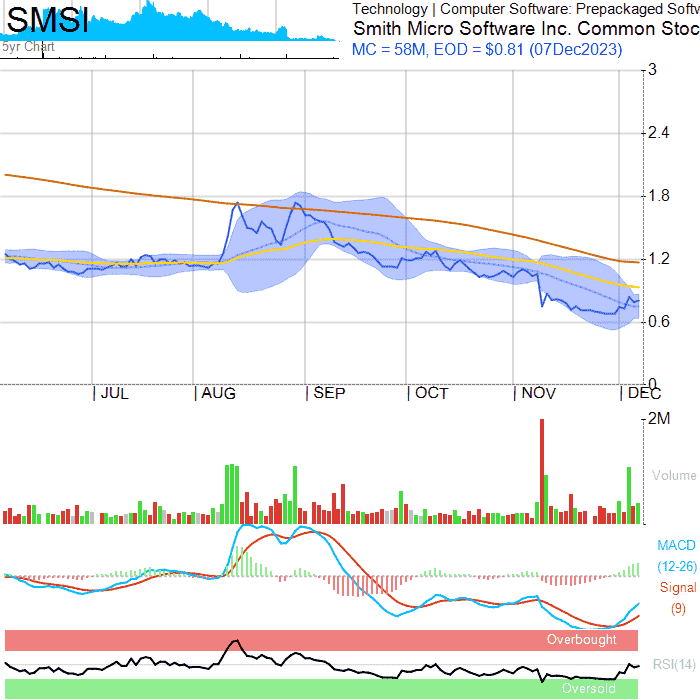 SMSI
5yr Chart
Technology | Computer Software: Prepackaged Softw
Smith Micro Software Inc. Common Stoc
MC = 58M, EOD = $0.81 (07Dec2023)
3
2.4
1.8
1.2
0.6
0
| JUL | AUG | SEP | OCT | NOV | DEC
2M
Volume
MACD
(12-26)
Signal
(9)
Overbought
RSI(14)
Oversold